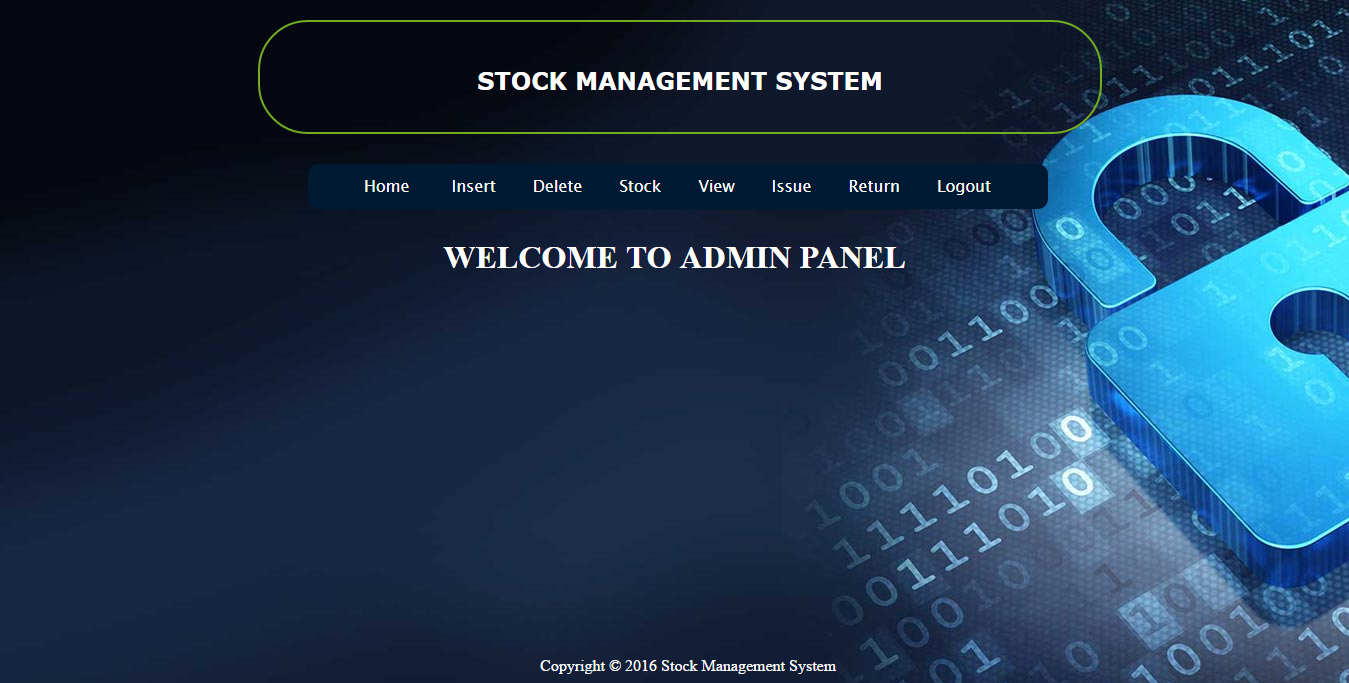 STOCK MANAGEMENT SYSTEM
Home Insert Delete Stock View Issue Return Logout
WELCOME TO ADMIN PANEL
Copyright © 2016 Stock Management System